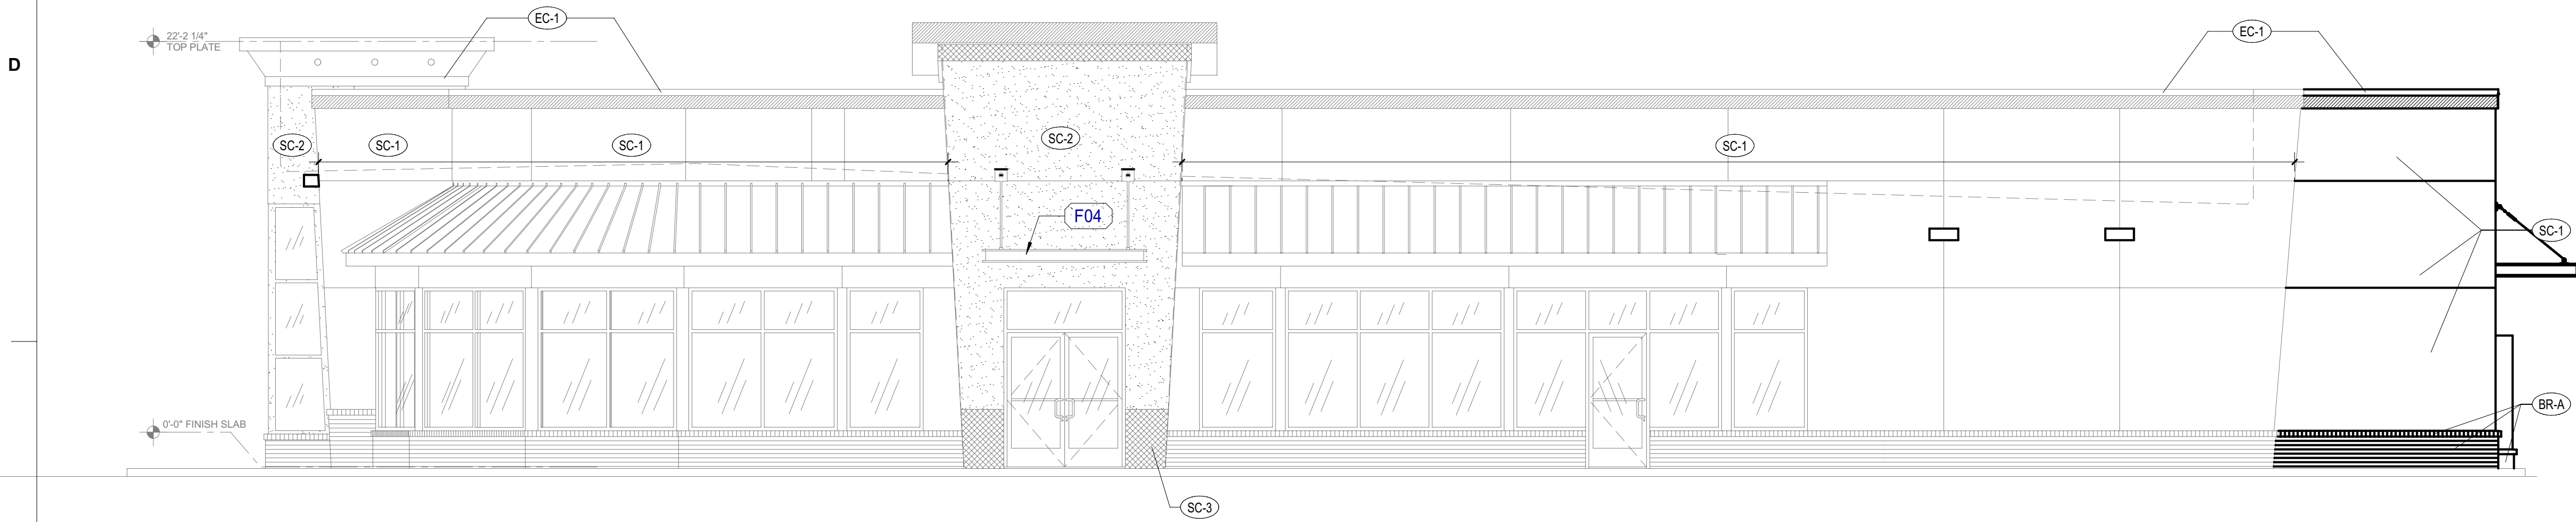 EC-1
EC-1
22'-2 1/4"
TOP PLATE
D
SC-2
SC-1
SC-1
SC-2
SC-1
F04
SC-1
BR-A
0'-0" FINISH SLAB
SC-3